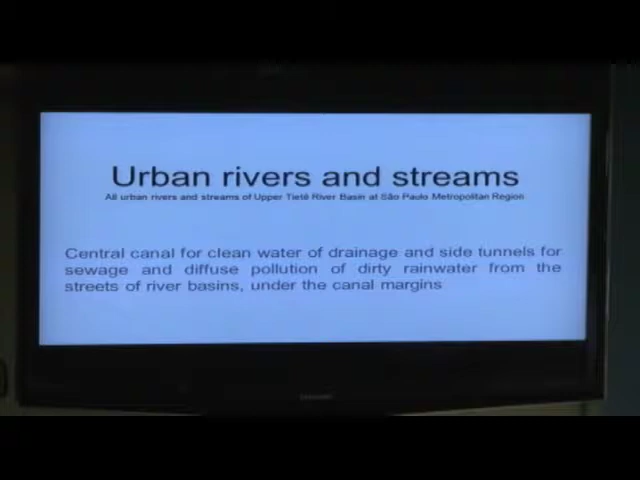 Urban rivers and streams
All urban rivers and streams of Upper Tietê River Basin at São Paulo Metropolitan Region
Central canal for clean water of drainage and side tunnels for
sewage and diffuse pollution of dirty rainwater from the
streets of river basins, under the canal margins